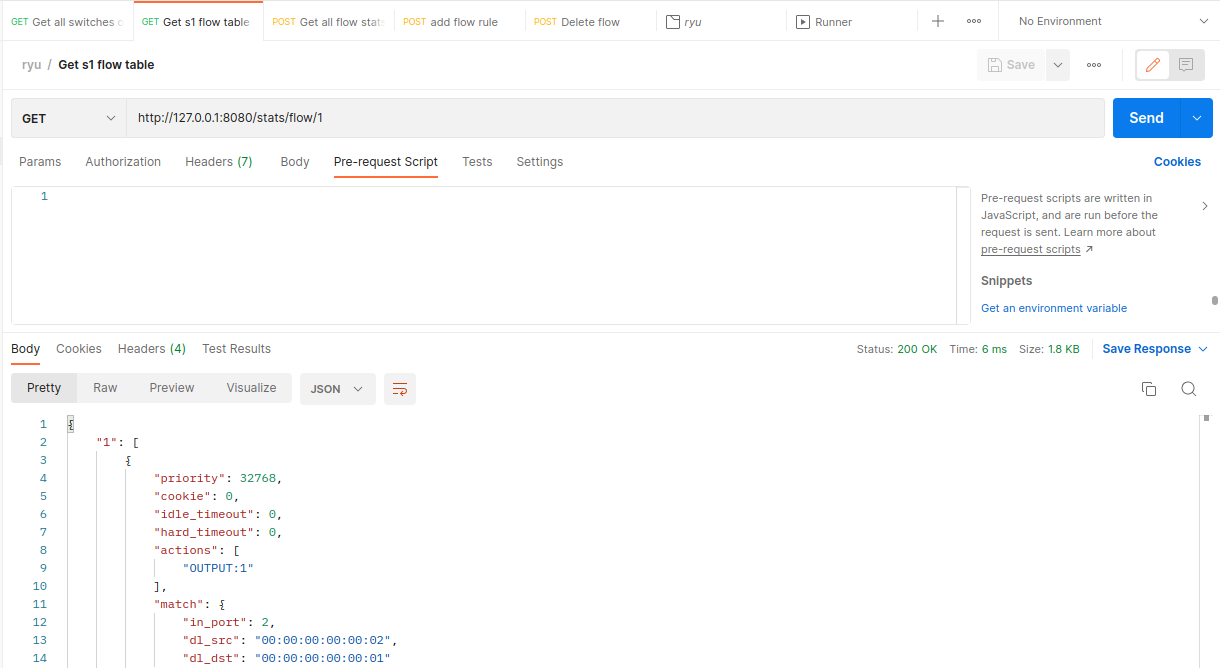 GET Get all switches GET Get s1 flow table POST Get all flow stats POST add flow rule POST Delete flow ryu Runner No Environment
ryu / Get s1 flow table Save
GET http://127.0.0.1:8080/stats/flow/1 Send
Params Authorization Headers (7) Body Pre-request Script Tests Settings Cookies
1
Pre-request scripts are written in
JavaScript, and are run before the
request is sent. Learn more about
pre-request scripts ↗
Snippets
Get an environment variable
Body Cookies Headers (4) Test Results Status: 200 OK Time: 6 ms Size: 1.8 KB Save Response
Pretty Raw Preview Visualize JSON
1 {
2 "1": [
3 {
4 "priority": 32768,
5 "cookie": 0,
6 "idle_timeout": 0,
7 "hard_timeout": 0,
8 "actions": [
9 "OUTPUT:1"
10 ],
11 "match": {
12 "in_port": 2,
13 "dl_src": "00:00:00:00:00:02",
14 "dl_dst": "00:00:00:00:00:01"